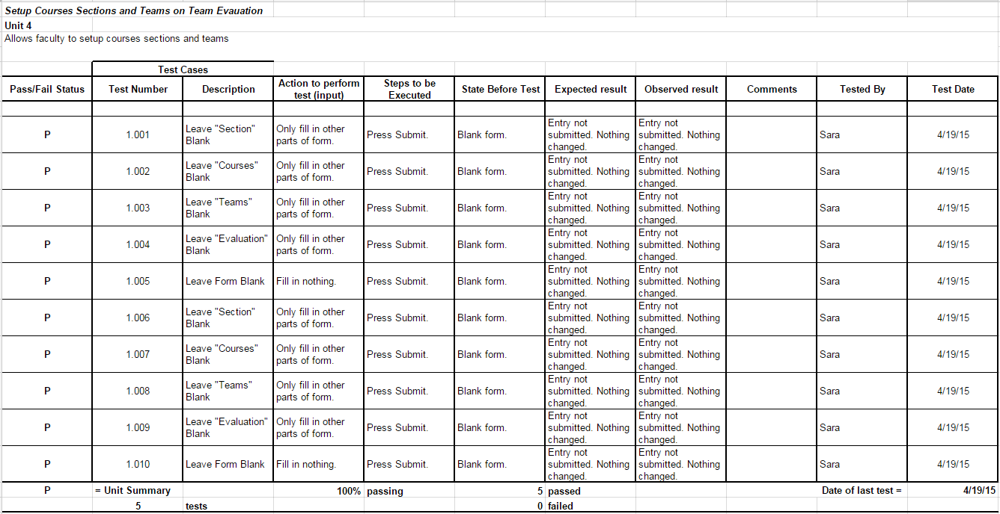 Setup Courses Sections and Teams on Team Evauation
Unit 4
Allows faculty to setup courses sections and teams
Test Cases
Pass/Fail Status Test Number Description Action to perform test (input) Steps to be Executed State Before Test Expected result Observed result Comments Tested By Test Date
P 1.001 Leave "Section" Blank Only fill in other parts of form. Press Submit. Blank form. Entry not submitted. Nothing changed. Entry not submitted. Nothing changed. Sara 4/19/15
P 1.002 Leave "Courses" Blank Only fill in other parts of form. Press Submit. Blank form. Entry not submitted. Nothing changed. Entry not submitted. Nothing changed. Sara 4/19/15
P 1.003 Leave "Teams" Blank Only fill in other parts of form. Press Submit. Blank form. Entry not submitted. Nothing changed. Entry not submitted. Nothing changed. Sara 4/19/15
P 1.004 Leave "Evaluation" Blank Only fill in other parts of form. Press Submit. Blank form. Entry not submitted. Nothing changed. Entry not submitted. Nothing changed. Sara 4/19/15
P 1.005 Leave Form Blank Fill in nothing. Press Submit. Blank form. Entry not submitted. Nothing changed. Entry not submitted. Nothing changed. Sara 4/19/15
P 1.006 Leave "Section" Blank Only fill in other parts of form. Press Submit. Blank form. Entry not submitted. Nothing changed. Entry not submitted. Nothing changed. Sara 4/19/15
P 1.007 Leave "Courses" Blank Only fill in other parts of form. Press Submit. Blank form. Entry not submitted. Nothing changed. Entry not submitted. Nothing changed. Sara 4/19/15
P 1.008 Leave "Teams" Blank Only fill in other parts of form. Press Submit. Blank form. Entry not submitted. Nothing changed. Entry not submitted. Nothing changed. Sara 4/19/15
P 1.009 Leave "Evaluation" Blank Only fill in other parts of form. Press Submit. Blank form. Entry not submitted. Nothing changed. Entry not submitted. Nothing changed. Sara 4/19/15
P 1.010 Leave Form Blank Fill in nothing. Press Submit. Blank form. Entry not submitted. Nothing changed. Entry not submitted. Nothing changed. Sara 4/19/15
P = Unit Summary 100% passing 5 passed Date of last test = 4/19/15
5 tests 0 failed